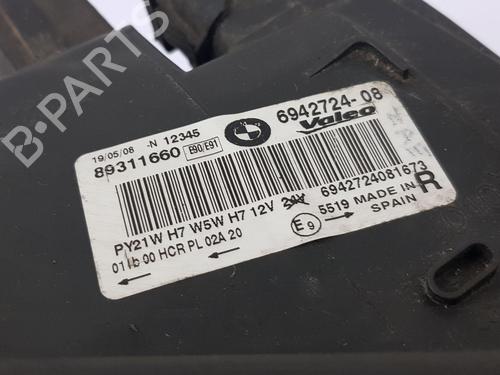 19/05/08 -N 12345
6942724-08
89311660 E90/E91
Valeo
6942724081673
PY21W H7 W5W H7 12V 24V
5519 MADE IN R
SPAIN
E9
00 HCR PL 02A 20
B-PARTS